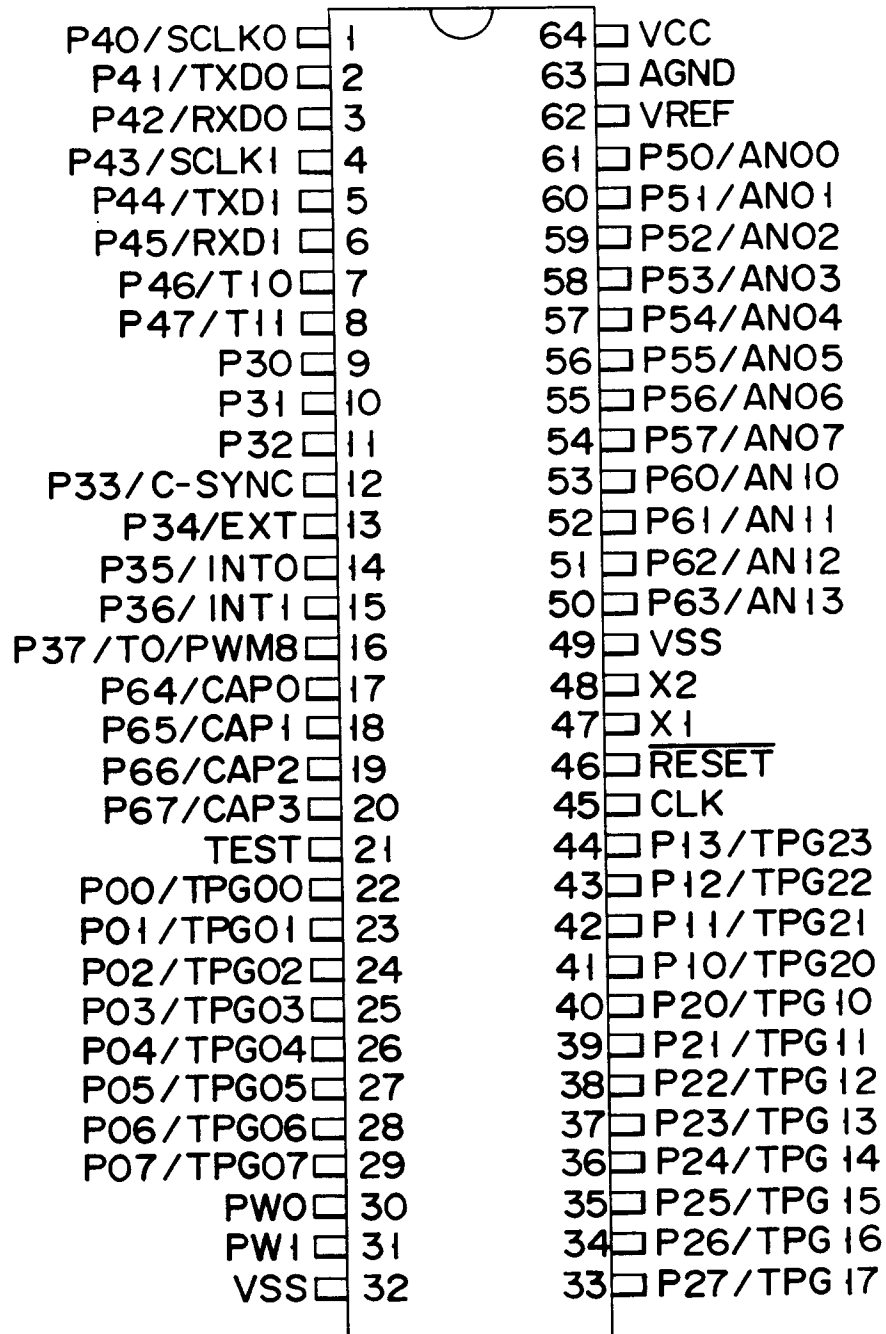 P40/SCLK0 1 64 VCC
P41/TXD0 2 63 AGND
P42/RXD0 3 62 VREF
P43/SCLK1 4 61 P50/AN00
P44/TXD1 5 60 P51/AN01
P45/RXD1 6 59 P52/AN02
P46/TI0 7 58 P53/AN03
P47/TI1 8 57 P54/AN04
P30 9 56 P55/AN05
P31 10 55 P56/AN06
P32 11 54 P57/AN07
P33/C-SYNC 12 53 P60/AN10
P34/EXT 13 52 P61/AN11
P35/INT0 14 51 P62/AN12
P36/INT1 15 50 P63/AN13
P37/TO/PWM8 16 49 VSS
P64/CAP0 17 48 X2
P65/CAP1 18 47 X1
P66/CAP2 19 46 RESET
P67/CAP3 20 45 CLK
TEST 21 44 P13/TPG23
P00/TPG00 22 43 P12/TPG22
P01/TPG01 23 42 P11/TPG21
P02/TPG02 24 41 P10/TPG20
P03/TPG03 25 40 P20/TPG10
P04/TPG04 26 39 P21/TPG11
P05/TPG05 27 38 P22/TPG12
P06/TPG06 28 37 P23/TPG13
P07/TPG07 29 36 P24/TPG14
PW0 30 35 P25/TPG15
PW1 31 34 P26/TPG16
VSS 32 33 P27/TPG17